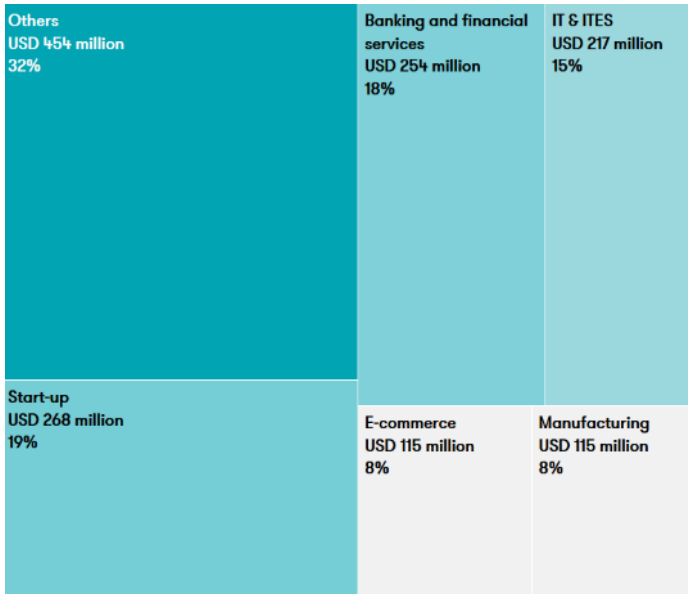 Others
USD 454 million
32%
Banking and financial
services
USD 254 million
18%
IT & ITES
USD 217 million
15%
Start-up
USD 268 million
19%
E-commerce
USD 115 million
8%
Manufacturing
USD 115 million
8%